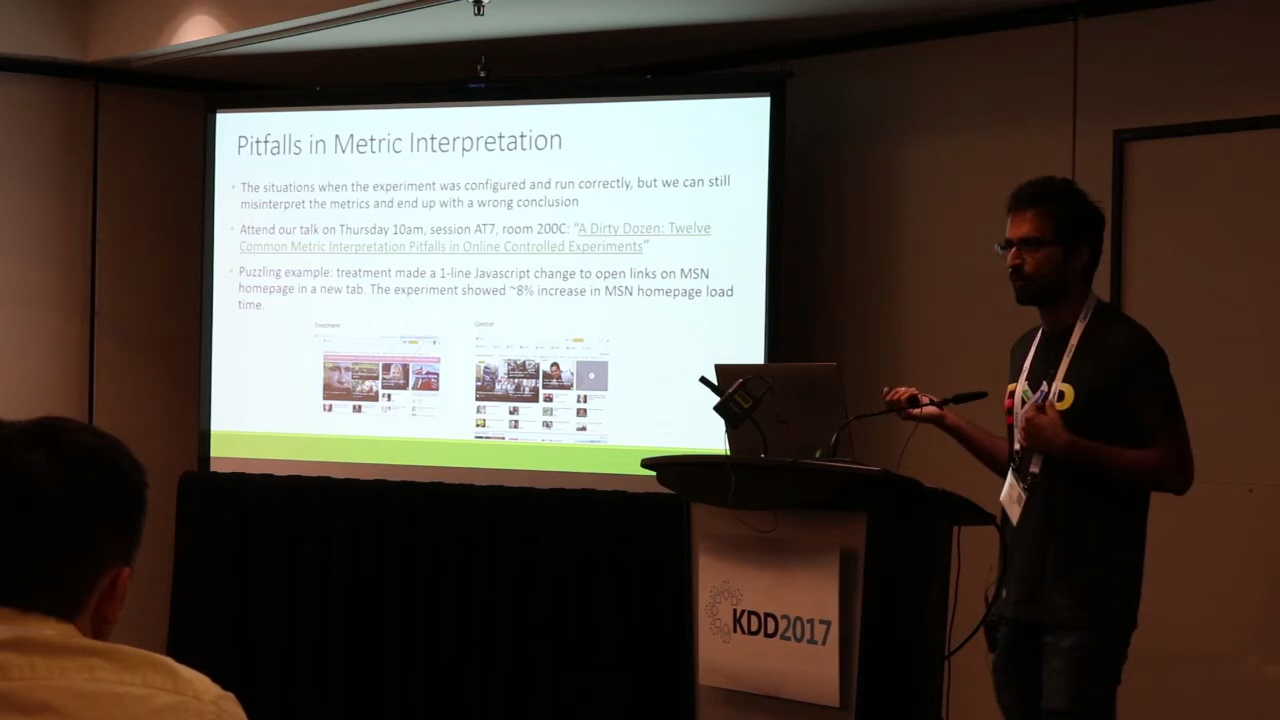 Pitfalls in Metric Interpretation
The situations when the experiment was configured and run correctly, but we can still
misinterpret the metrics and end up with a wrong conclusion
Attend our talk on Thursday 10am, session AT7, room 200C: “A Dirty Dozen: Twelve
Common Metric Interpretation Pitfalls in Online Controlled Experiments”
Puzzling example: treatment made a 1-line Javascript change to open links on MSN
homepage in a new tab. The experiment showed ~8% increase in MSN homepage load
time.
Treatment
Control
KDD2017